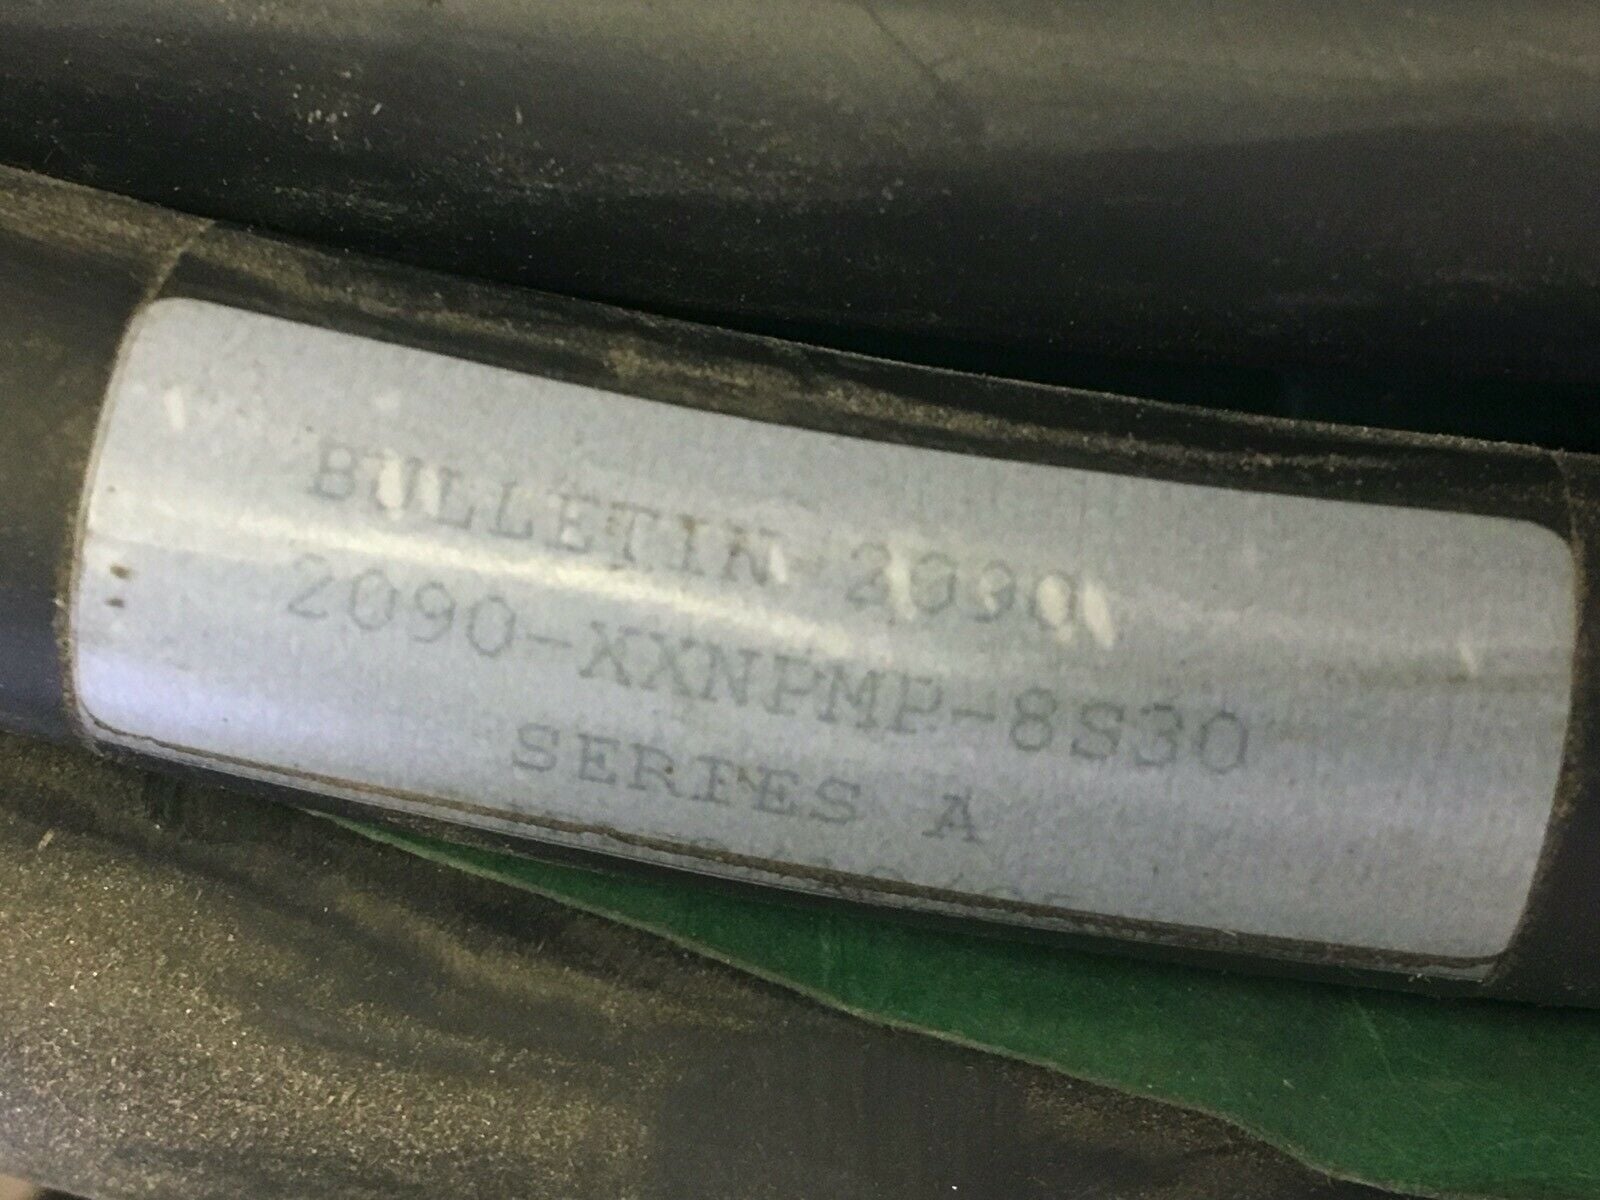 BULLETIN 2090
2090-XXNPMP-8S30
SERIES A